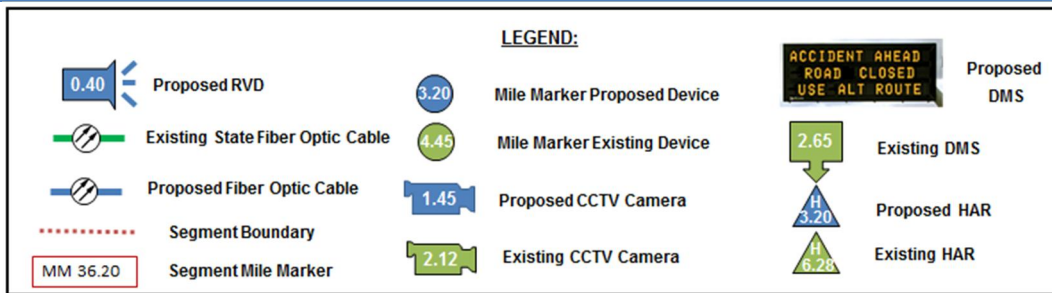 LEGEND:
0.40
Proposed RVD
Existing State Fiber Optic Cable
Proposed Fiber Optic Cable
Segment Boundary
MM 36.20
Segment Mile Marker
3.20
Mile Marker Proposed Device
4.45
Mile Marker Existing Device
1.45
Proposed CCTV Camera
2.12
Existing CCTV Camera
ACCIDENT AHEAD
ROAD CLOSED
USE ALT ROUTE
Proposed
DMS
2.65
Existing DMS
H
3.20
Proposed HAR
H
6.28
Existing HAR